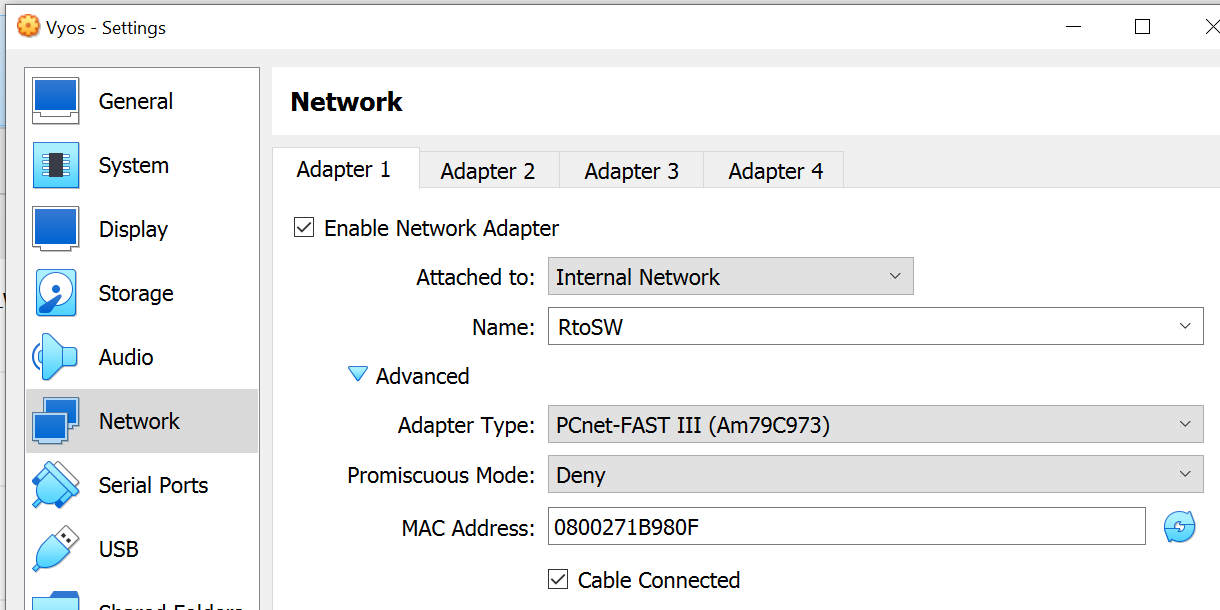 Vyos - Settings
General
System
Display
Storage
Audio
Network
Serial Ports
USB
Shared Folders
Network
Adapter 1 Adapter 2 Adapter 3 Adapter 4
Enable Network Adapter
Attached to: Internal Network
Name: RtoSW
Advanced
Adapter Type: PCnet-FAST III (Am79C973)
Promiscuous Mode: Deny
MAC Address: 0800271B980F
Cable Connected